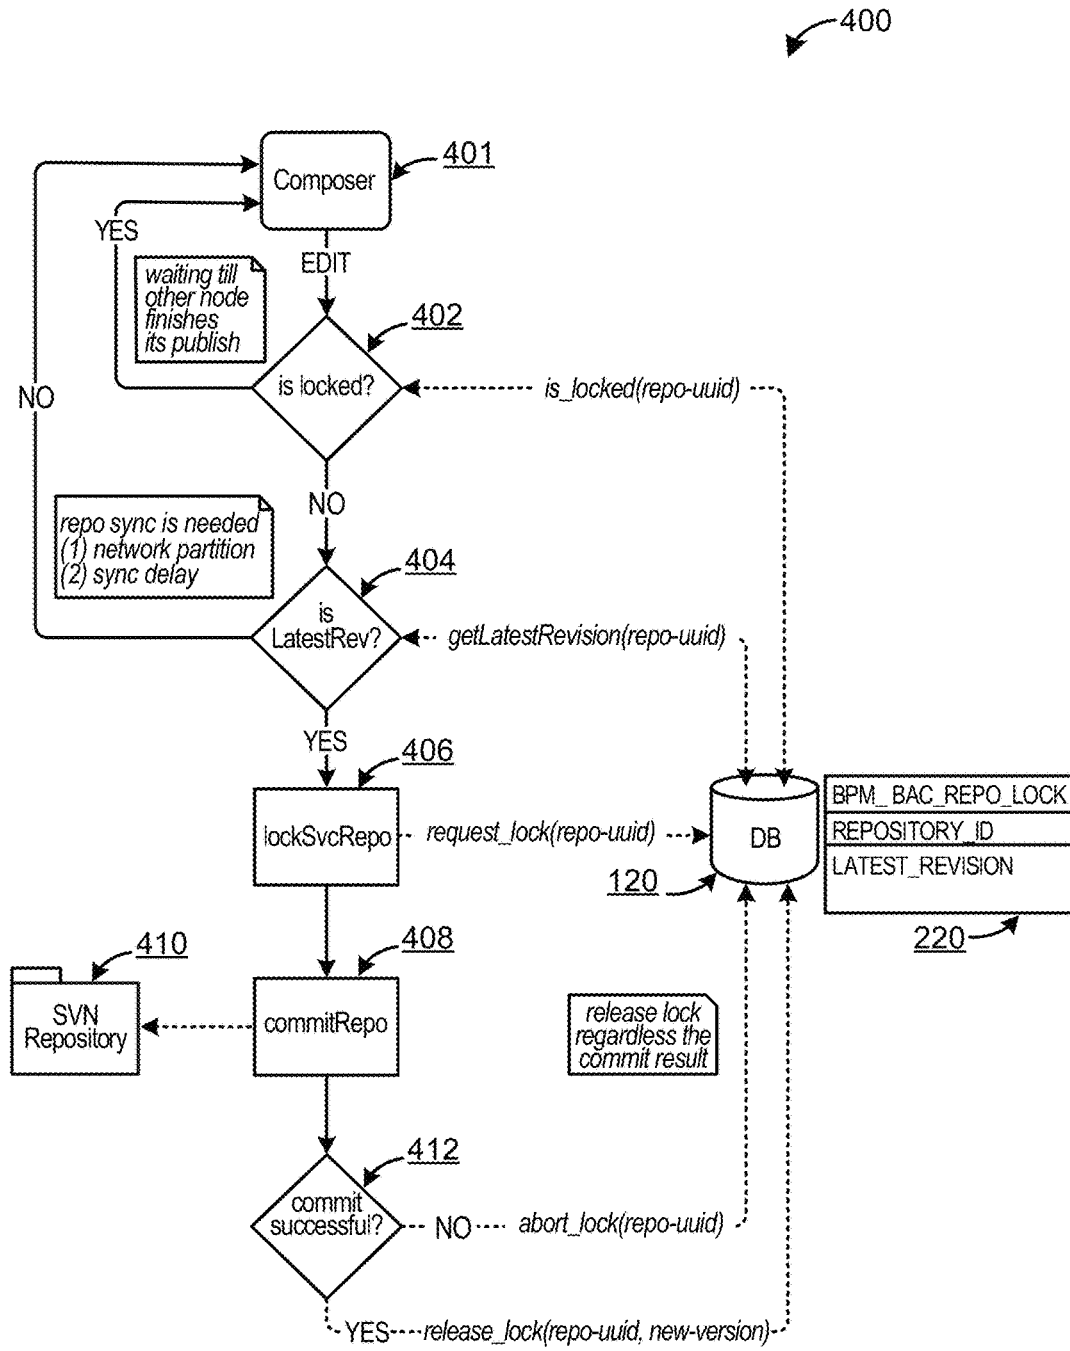 400
401
Composer
YES
EDIT
waiting till
other node
finishes
its publish
402
is locked?
is_locked(repo-uuid)
NO
NO
repo sync is needed
(1) network partition
(2) sync delay
404
is
LatestRev?
getLatestRevision(repo-uuid)
YES
406
lockSvcRepo
request_lock(repo-uuid)
DB
120
BPM_ BAC_REPO_LOCK
REPOSITORY_ID
LATEST_REVISION
220
408
410
SVN
Repository
commitRepo
release lock
regardless the
commit result
412
commit
successful?
NO
abort_lock(repo-uuid)
YES
release_lock(repo-uuid, new-version)